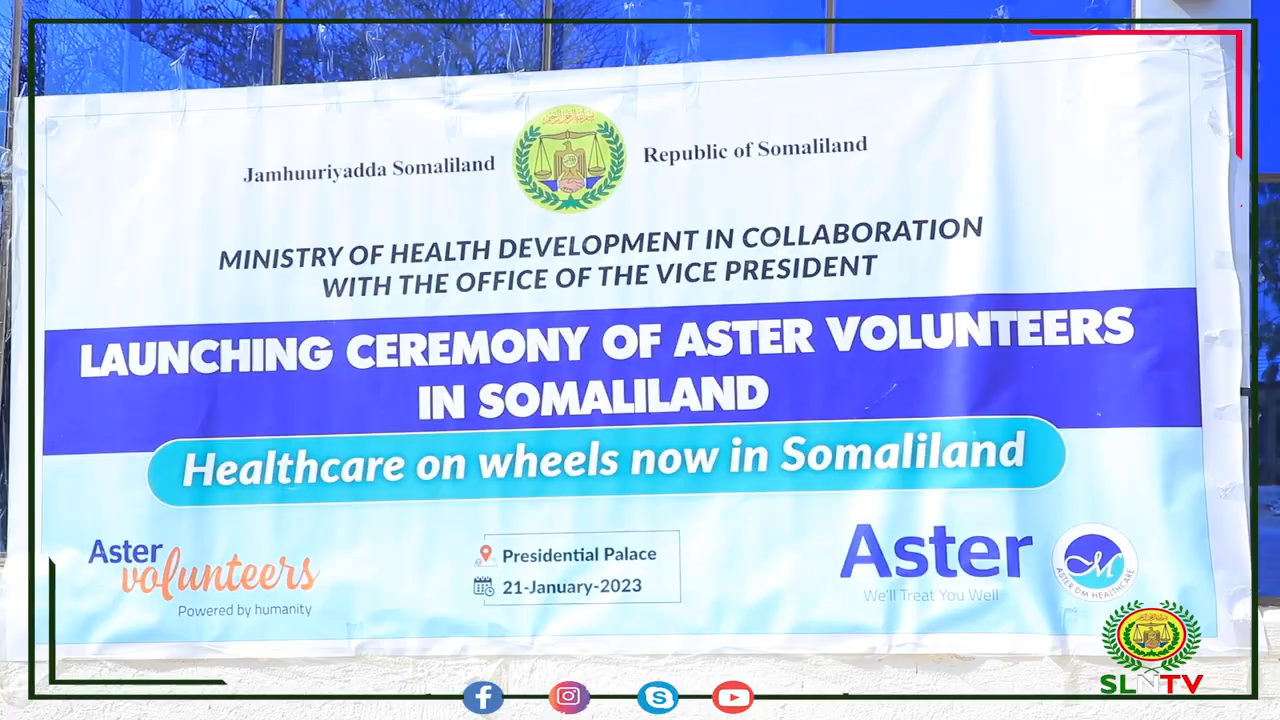 Jamhuuriyadda Somaliland
Republic of Somaliland
MINISTRY OF HEALTH DEVELOPMENT IN COLLABORATION
WITH THE OFFICE OF THE VICE PRESIDENT
LAUNCHING CEREMONY OF ASTER VOLUNTEERS
IN SOMALILAND
Healthcare on wheels now in Somaliland
Aster
volunteers
Powered by humanity
Presidential Palace
21-January-2023
Aster
We'll Treat You Well
ASTER DM HEALTHCARE
SLNTV